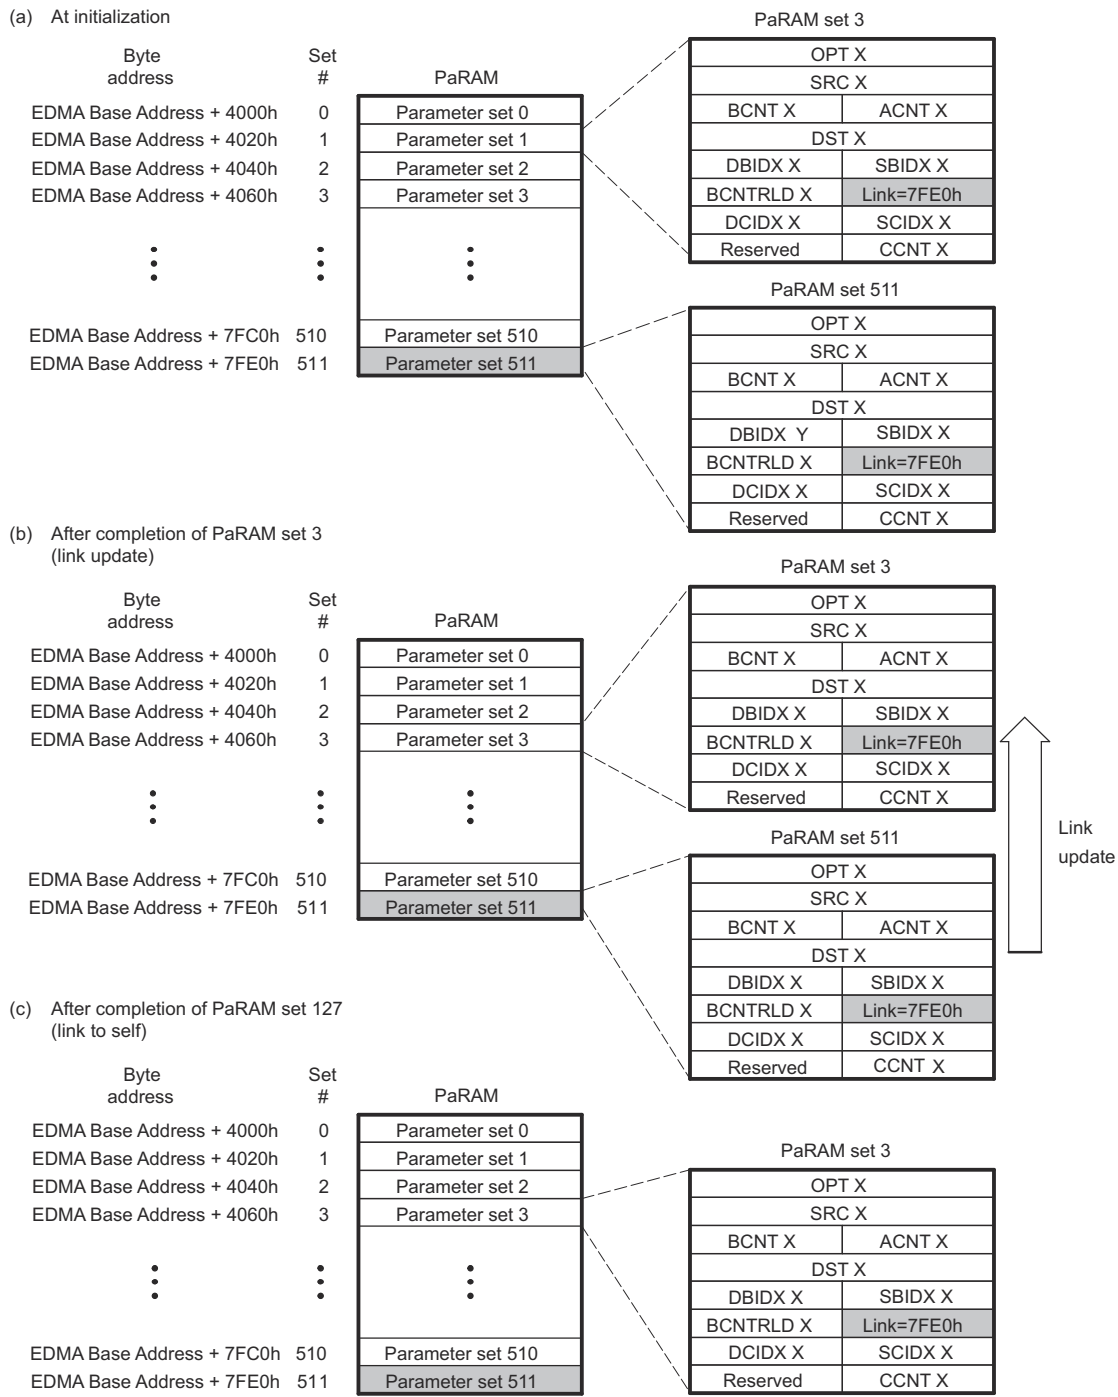 (a) At initialization
Byte address Set # PaRAM
EDMA Base Address + 4000h 0 Parameter set 0
EDMA Base Address + 4020h 1 Parameter set 1
EDMA Base Address + 4040h 2 Parameter set 2
EDMA Base Address + 4060h 3 Parameter set 3
EDMA Base Address + 7FC0h 510 Parameter set 510
EDMA Base Address + 7FE0h 511 Parameter set 511
PaRAM set 3
OPT X
SRC X
BCNT X ACNT X
DST X
DBIDX X SBIDX X
BCNTRLD X Link=7FE0h
DCIDX X SCIDX X
Reserved CCNT X
PaRAM set 511
OPT X
SRC X
BCNT X ACNT X
DST X
DBIDX Y SBIDX X
BCNTRLD X Link=7FE0h
DCIDX X SCIDX X
Reserved CCNT X
(b) After completion of PaRAM set 3
(link update)
Byte address Set # PaRAM
EDMA Base Address + 4000h 0 Parameter set 0
EDMA Base Address + 4020h 1 Parameter set 1
EDMA Base Address + 4040h 2 Parameter set 2
EDMA Base Address + 4060h 3 Parameter set 3
EDMA Base Address + 7FC0h 510 Parameter set 510
EDMA Base Address + 7FE0h 511 Parameter set 511
PaRAM set 3
OPT X
SRC X
BCNT X ACNT X
DST X
DBIDX X SBIDX X
BCNTRLD X Link=7FE0h
DCIDX X SCIDX X
Reserved CCNT X
PaRAM set 511
OPT X
SRC X
BCNT X ACNT X
DST X
DBIDX X SBIDX X
BCNTRLD X Link=7FE0h
DCIDX X SCIDX X
Reserved CCNT X
Link
update
(c) After completion of PaRAM set 127
(link to self)
Byte address Set # PaRAM
EDMA Base Address + 4000h 0 Parameter set 0
EDMA Base Address + 4020h 1 Parameter set 1
EDMA Base Address + 4040h 2 Parameter set 2
EDMA Base Address + 4060h 3 Parameter set 3
EDMA Base Address + 7FC0h 510 Parameter set 510
EDMA Base Address + 7FE0h 511 Parameter set 511
PaRAM set 3
OPT X
SRC X
BCNT X ACNT X
DST X
DBIDX X SBIDX X
BCNTRLD X Link=7FE0h
DCIDX X SCIDX X
Reserved CCNT X